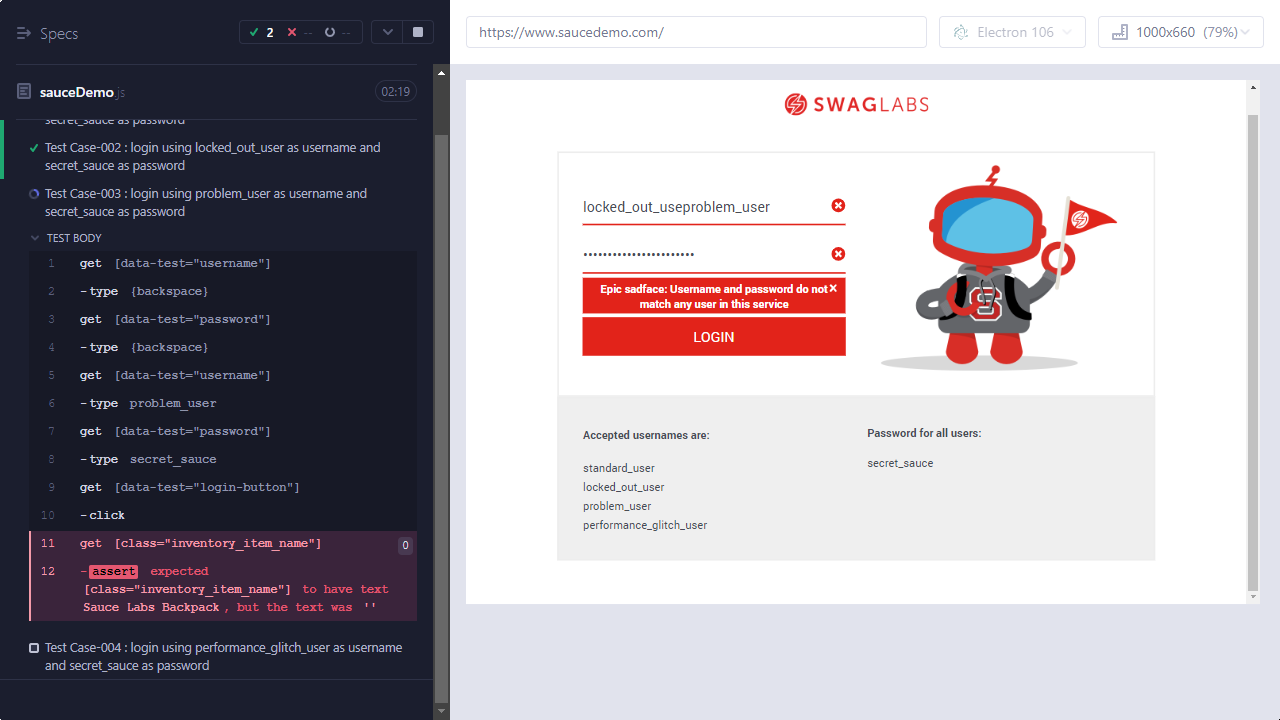 Specs
2
--
--
https://www.saucedemo.com/
Electron 106
1000x660 (79%)
sauceDemo.js
02:19
secret_sauce as password
Test Case-002 : login using locked_out_user as username and
secret_sauce as password
Test Case-003 : login using problem_user as username and
secret_sauce as password
TEST BODY
1 get [data-test="username"]
2 -type {backspace}
3 get [data-test="password"]
4 -type {backspace}
5 get [data-test="username"]
6 -type problem_user
7 get [data-test="password"]
8 -type secret_sauce
9 get [data-test="login-button"]
10 -click
11 get [class="inventory_item_name"] 0
12 -assert expected
[class="inventory_item_name"] to have text
Sauce Labs Backpack, but the text was ''
Test Case-004 : login using performance_glitch_user as username
and secret_sauce as password
SWAGLABS
locked_out_useproblem_user
Epic sadface: Username and password do not
match any user in this service
LOGIN
S
Accepted usernames are:
standard_user
locked_out_user
problem_user
performance_glitch_user
Password for all users:
secret_sauce